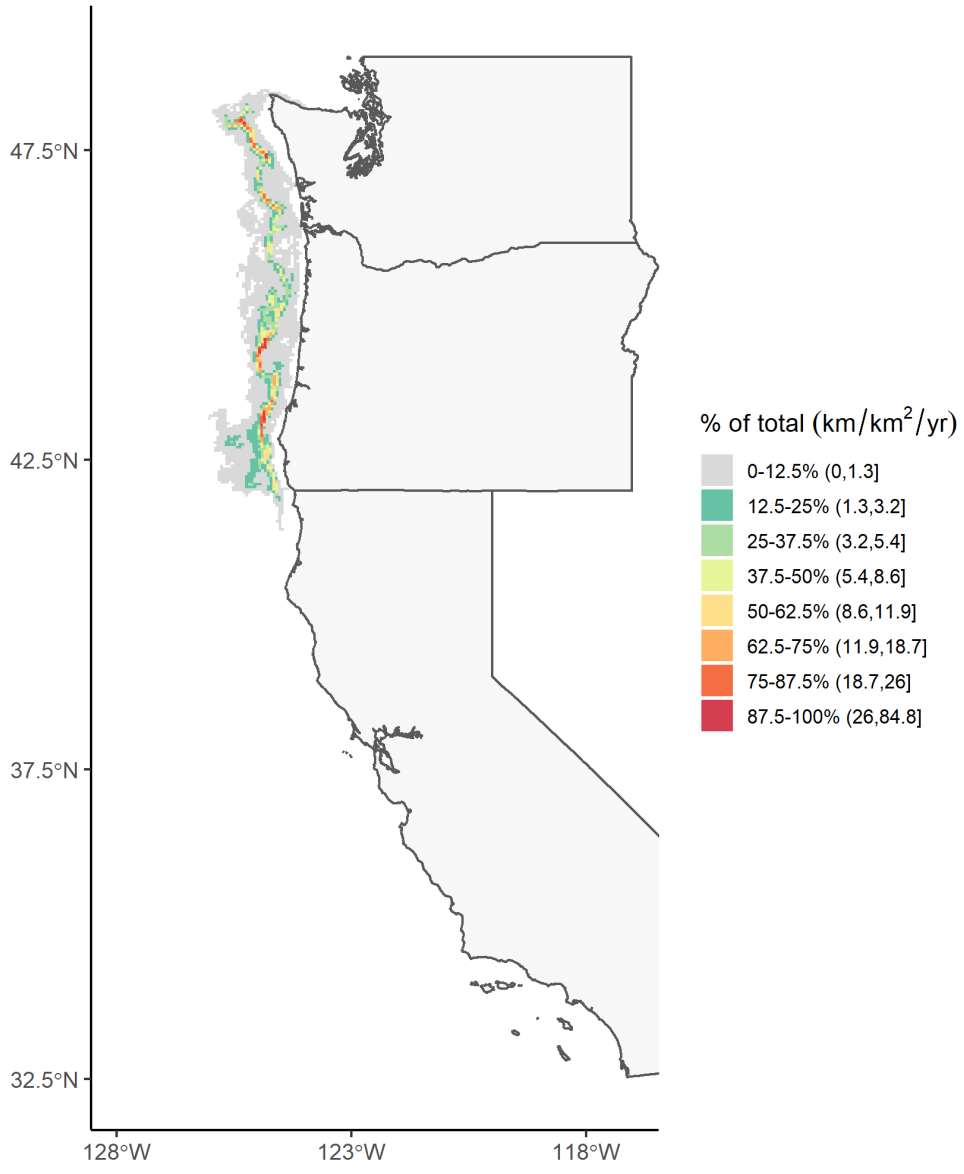 47.5°N
42.5°N
37.5°N
32.5°N
128°W 123°W 118°W
% of total (km/km²/yr)
0-12.5% (0,1.3]
12.5-25% (1.3,3.2]
25-37.5% (3.2,5.4]
37.5-50% (5.4,8.6]
50-62.5% (8.6,11.9]
62.5-75% (11.9,18.7]
75-87.5% (18.7,26]
87.5-100% (26,84.8]